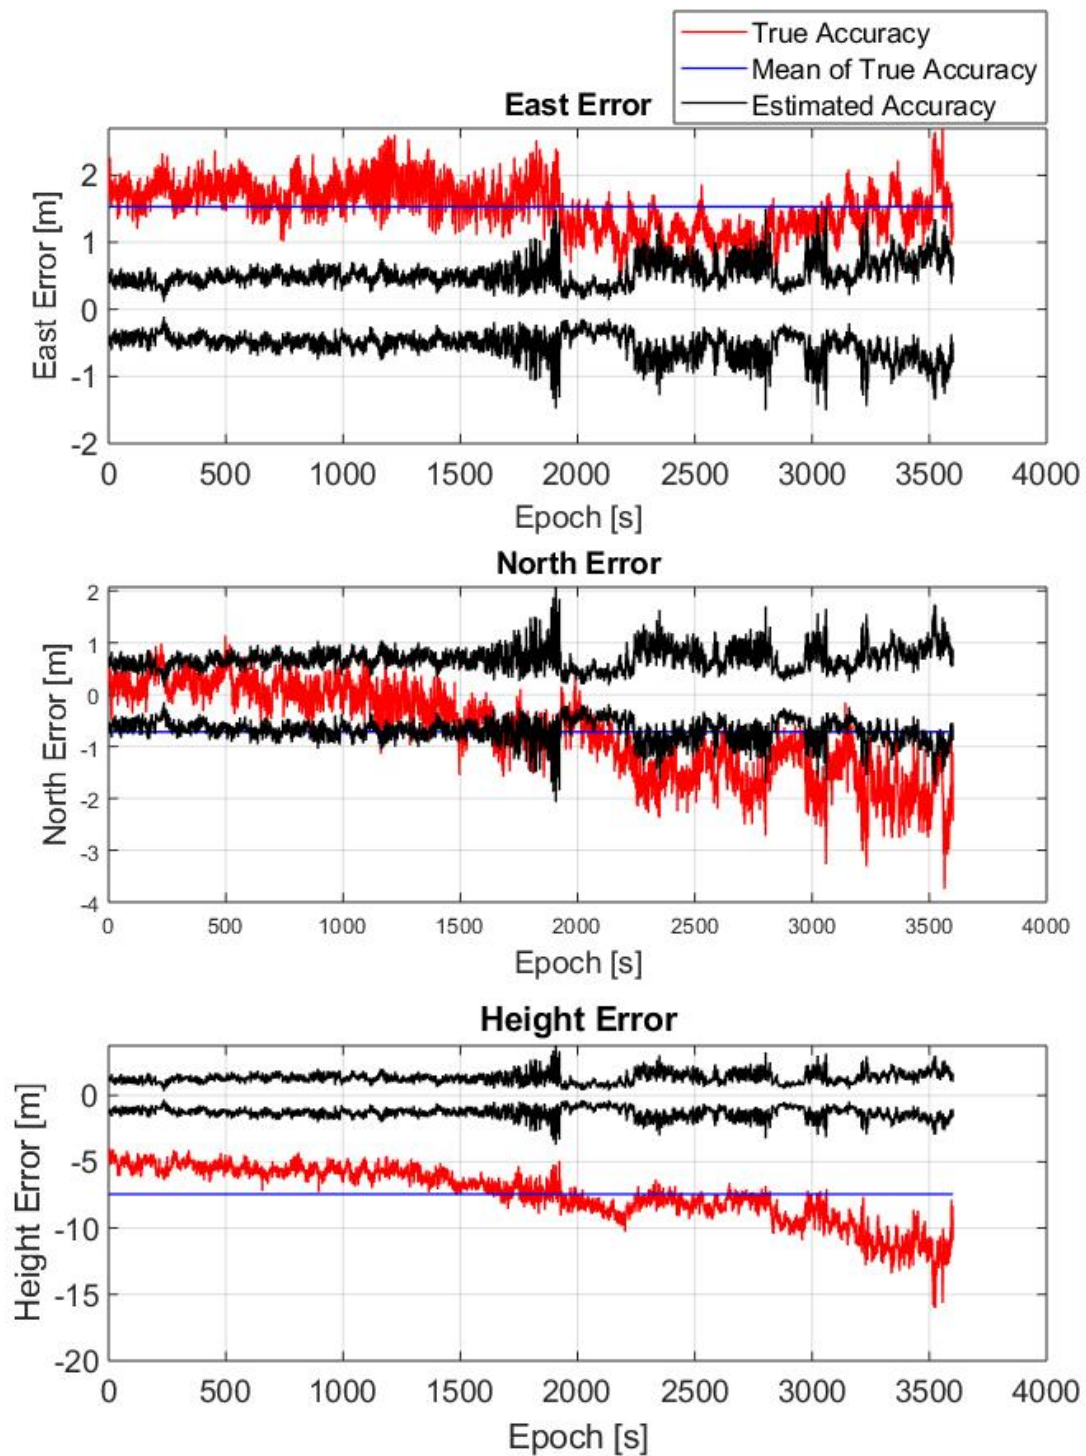 True Accuracy
Mean of True Accuracy
Estimated Accuracy
East Error
East Error [m]
2
1
0
-1
-2
0 500 1000 1500 2000 2500 3000 3500 4000
Epoch [s]
North Error
North Error [m]
2
1
0
-1
-2
-3
-4
0 500 1000 1500 2000 2500 3000 3500 4000
Epoch [s]
Height Error
Height Error [m]
0
-5
-10
-15
-20
0 500 1000 1500 2000 2500 3000 3500 4000
Epoch [s]